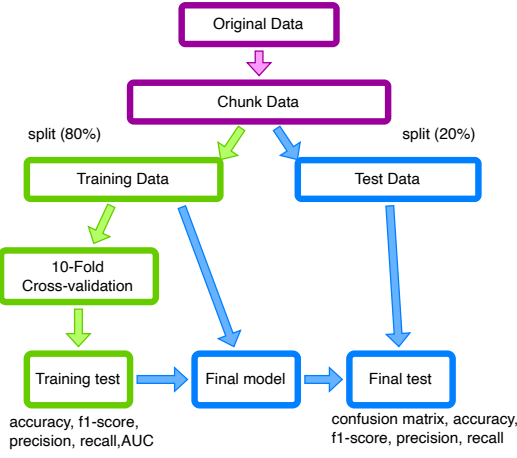 Original Data
Chunk Data
split (80%)
split (20%)
Training Data
Test Data
10-Fold
Cross-validation
Training test
Final model
Final test
accuracy, f1-score,
precision, recall,AUC
confusion matrix, accuracy,
f1-score, precision, recall